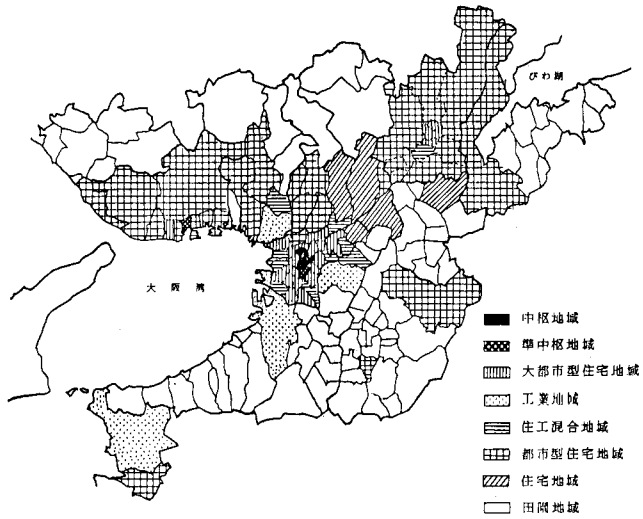 びわ湖
大阪湾
中枢地域
準中枢地域
大都市型住宅地域
工業地域
住工混合地域
都市型住宅地域
住宅地域
田園地域